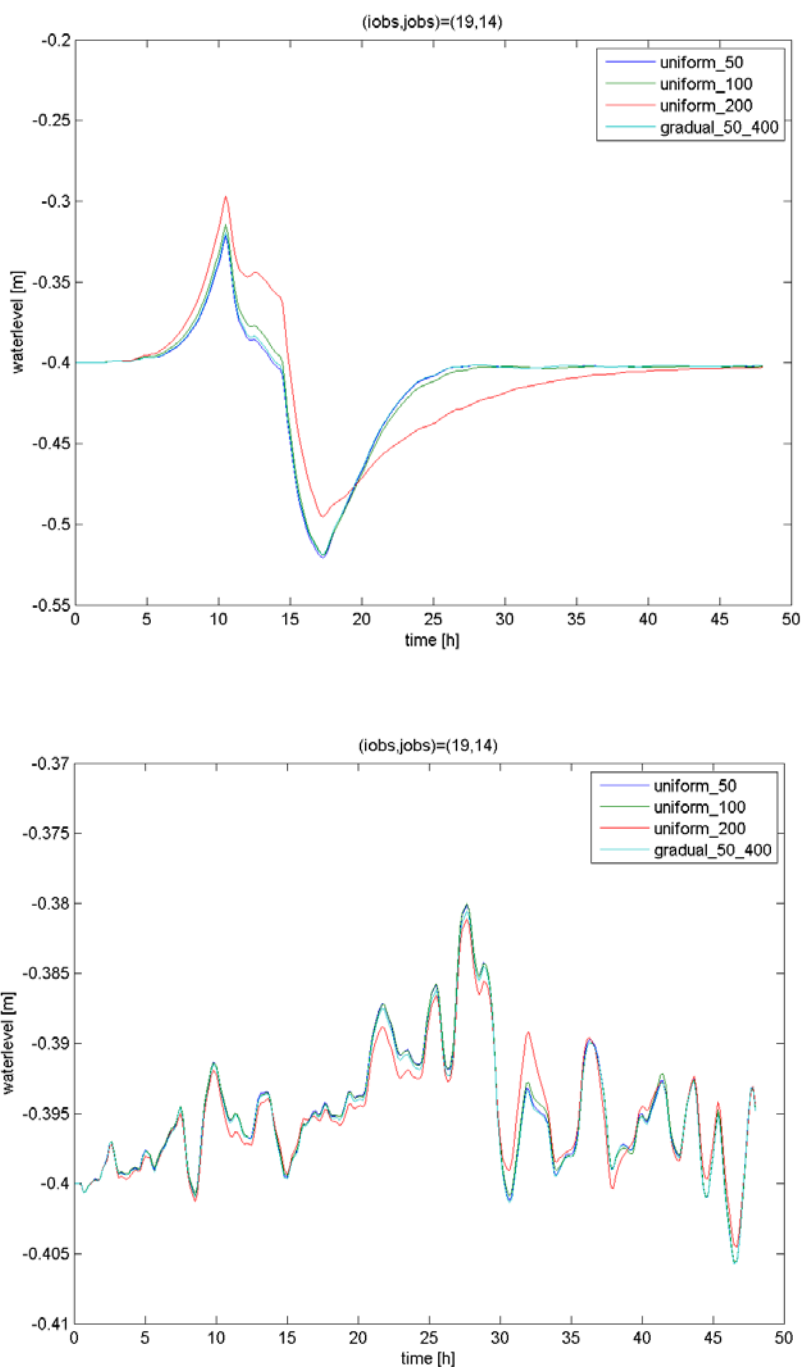 (iobs,jobs)=(19,14)
-0.2
-0.25
-0.3
-0.35
-0.4
-0.45
-0.5
-0.55
waterlevel [m]
uniform_50
uniform_100
uniform_200
gradual_50_400
0 5 10 15 20 25 30 35 40 45 50
time [h]
(iobs,jobs)=(19,14)
-0.37
-0.375
-0.38
-0.385
-0.39
-0.395
-0.4
-0.405
-0.41
waterlevel [m]
uniform_50
uniform_100
uniform_200
gradual_50_400
0 5 10 15 20 25 30 35 40 45 50
time [h]